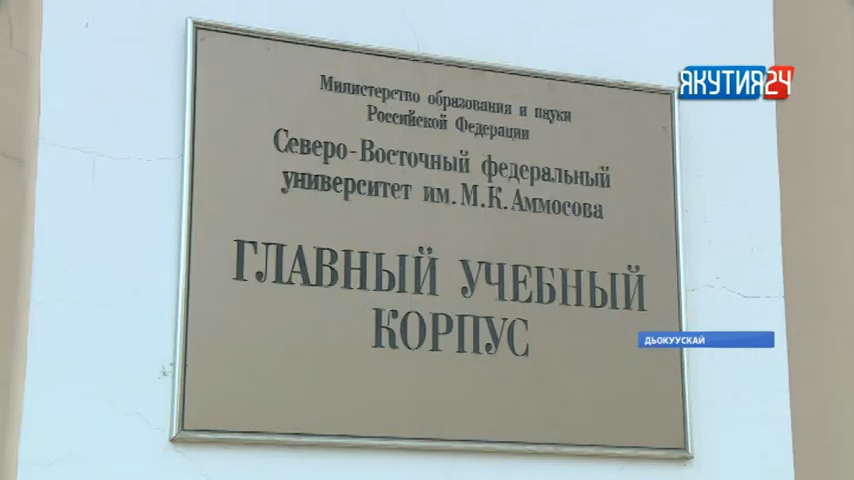 ЯКУТИЯ24
Министерство образования и науки
Российской Федерации
Северо-Восточный федеральный
университет им. М.К. Аммосова
ГЛАВНЫЙ УЧЕБНЫЙ
КОРПУС
ДЬОКУУСКАЙ